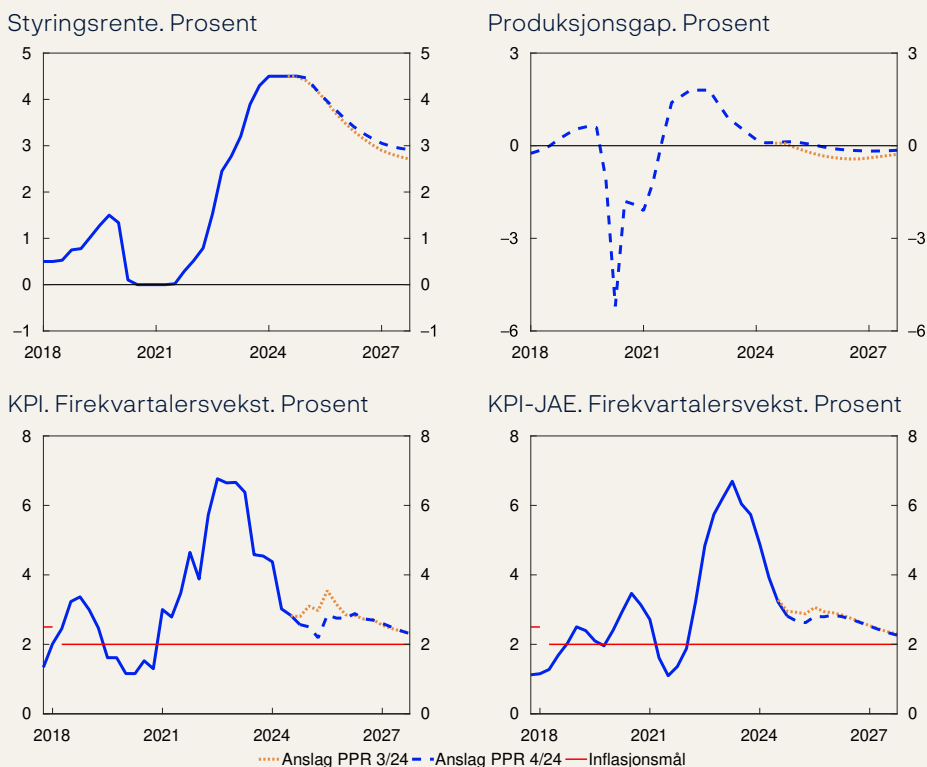 Styringsrente. Prosent
Produksjonsgap. Prosent
5 5 3 3
4 4
3 3 0 0
2 2
1 1 −3 −3
0 0
−1 −1 −6 −6
2018 2021 2024 2027 2018 2021 2024 2027
KPI. Firekvartalersvekst. Prosent
KPI-JAE. Firekvartalersvekst. Prosent
8 8 8 8
6 6 6 6
4 4 4 4
2 2 2 2
0 0 0 0
2018 2021 2024 2027 2018 2021 2024 2027
Anslag PPR 3/24 Anslag PPR 4/24 Inflasjonsmål